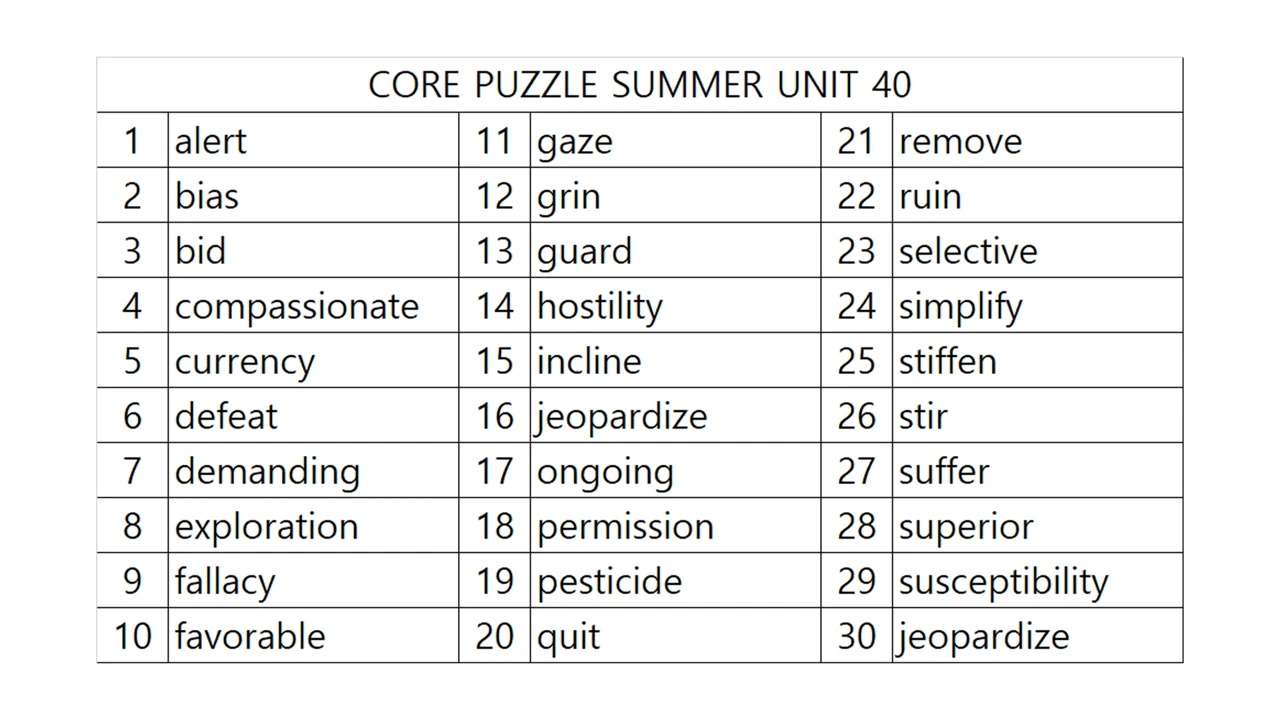 CORE PUZZLE SUMMER UNIT 40
1 alert 11 gaze 21 remove
2 bias 12 grin 22 ruin
3 bid 13 guard 23 selective
4 compassionate 14 hostility 24 simplify
5 currency 15 incline 25 stiffen
6 defeat 16 jeopardize 26 stir
7 demanding 17 ongoing 27 suffer
8 exploration 18 permission 28 superior
9 fallacy 19 pesticide 29 susceptibility
10 favorable 20 quit 30 jeopardize